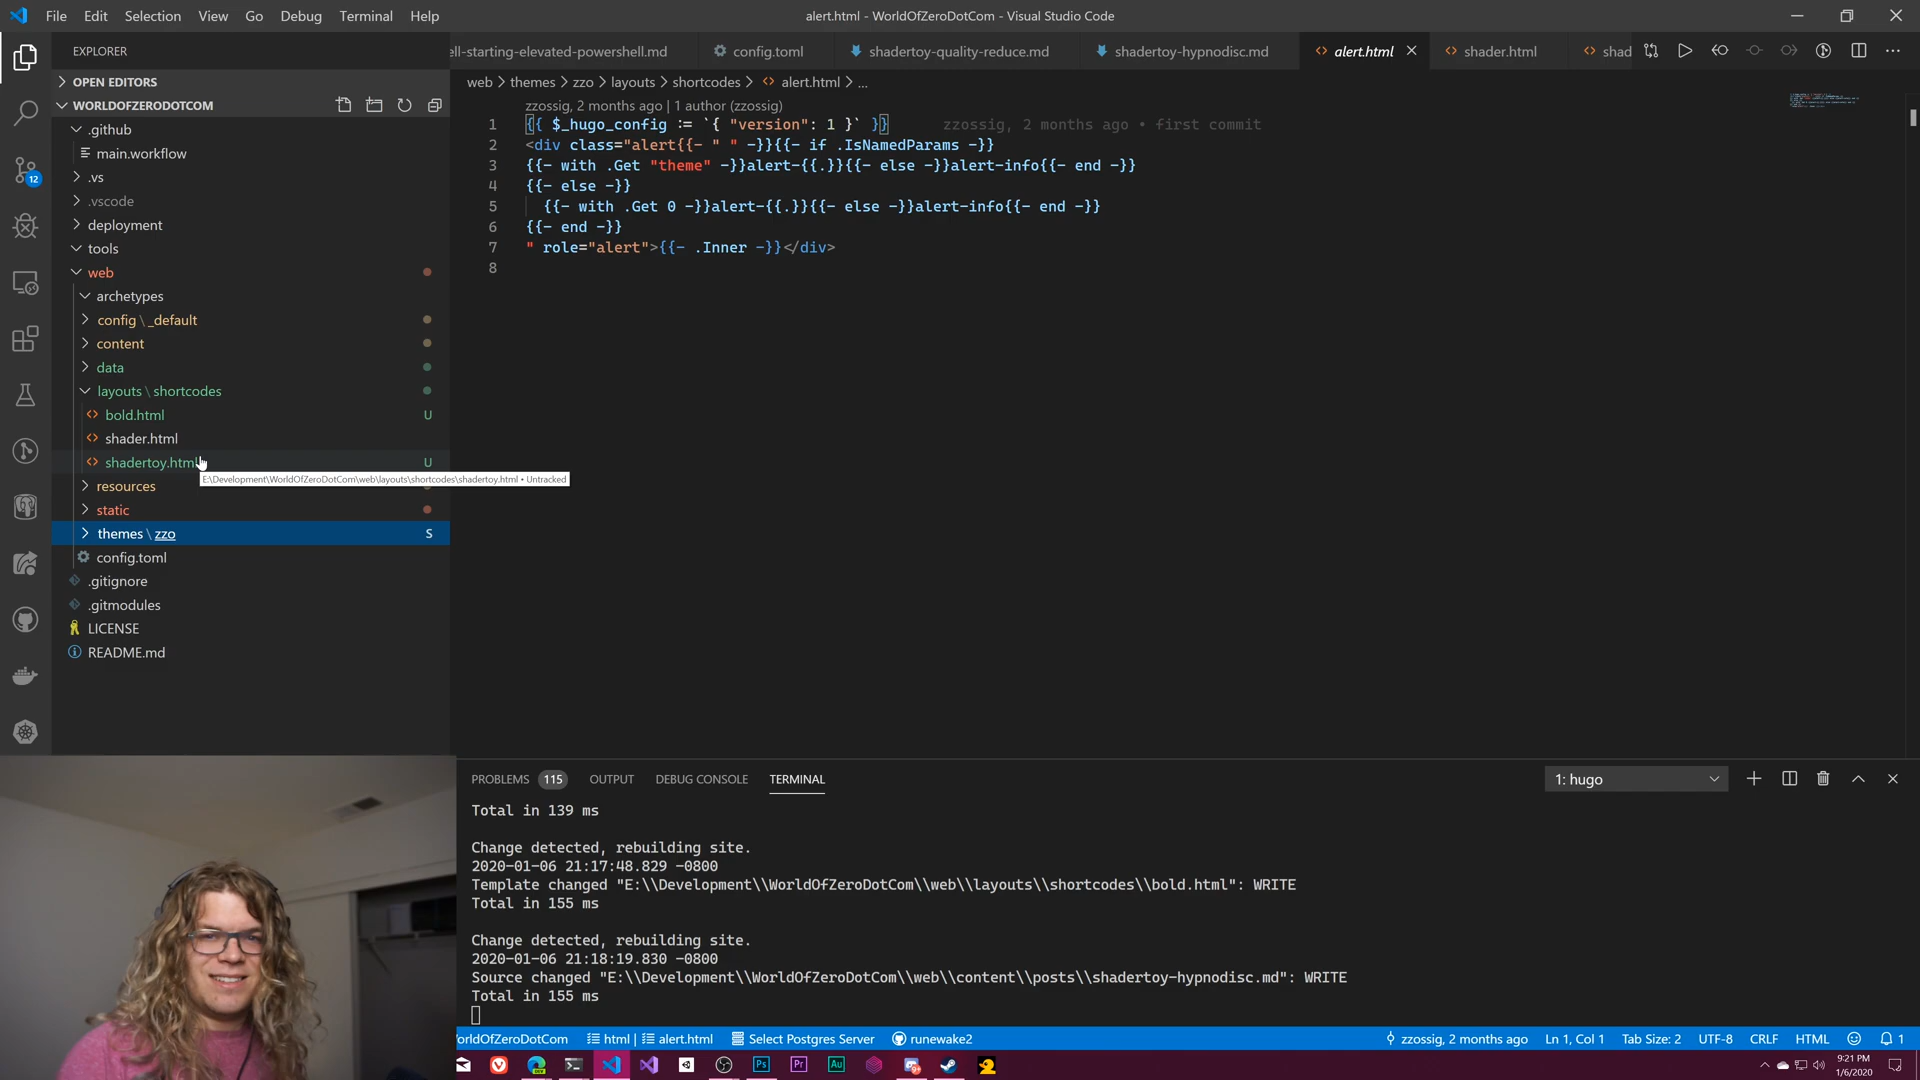 File Edit Selection View Go Debug Terminal Help
alert.html - WorldOfZeroDotCom - Visual Studio Code
EXPLORER
ell-starting-elevated-powershell.md config.toml shadertoy-quality-reduce.md shadertoy-hypnodisc.md alert.html shader.html shad
OPEN EDITORS
WORLDOFZERODOTCOM
.github
main.workflow
.vs
.vscode
deployment
tools
web
archetypes
config \ _default
content
data
layouts \ shortcodes
bold.html U
shader.html
shadertoy.html U
E:\Development\WorldOfZeroDotCom\web\layouts\shortcodes\shadertoy.html • Untracked
resources
static
themes \ zzo S
config.toml
.gitignore
.gitmodules
LICENSE
README.md
12
web > themes > zzo > layouts > shortcodes > alert.html > ...
zzossig, 2 months ago | 1 author (zzossig)
1 {{ $_hugo_config := `{ "version": 1 }` }} zzossig, 2 months ago • first commit
2 <div class="alert{{- " " -}}{{- if .IsNamedParams -}}
3 {{- with .Get "theme" -}}alert-{{.}}{{- else -}}alert-info{{- end -}}
4 {{- else -}}
5 {{- with .Get 0 -}}alert-{{.}}{{- else -}}alert-info{{- end -}}
6 {{- end -}}
7 " role="alert">{{- .Inner -}}</div>
8
PROBLEMS 115 OUTPUT DEBUG CONSOLE TERMINAL 1: hugo
Total in 139 ms
Change detected, rebuilding site.
2020-01-06 21:17:48.829 -0800
Template changed "E:\\Development\\WorldOfZeroDotCom\\web\\layouts\\shortcodes\\bold.html": WRITE
Total in 155 ms
Change detected, rebuilding site.
2020-01-06 21:18:19.830 -0800
Source changed "E:\\Development\\WorldOfZeroDotCom\\web\\content\\posts\\shadertoy-hypnodisc.md": WRITE
Total in 155 ms
orldOfZeroDotCom html | alert.html Select Postgres Server runewake2 zzossig, 2 months ago Ln 1, Col 1 Tab Size: 2 UTF-8 CRLF HTML 1
Ps Pr Au
9:21 PM
1/6/2020